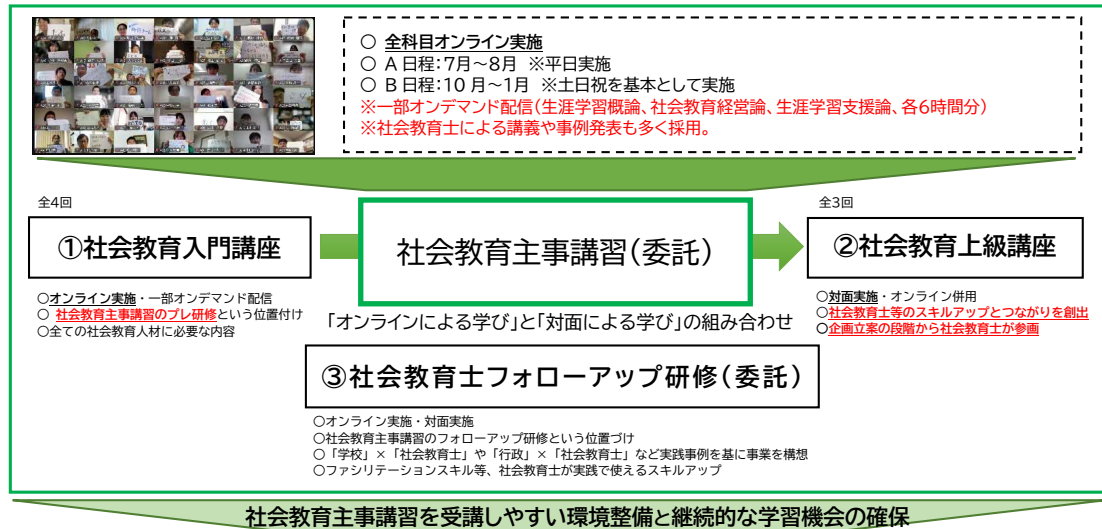 ○ 全科目オンライン実施
○ A 日程:7月~8月 ※平日実施
○ B 日程:10 月~1月 ※土日祝を基本として実施
※一部オンデマンド配信(生涯学習概論、社会教育経営論、生涯学習支援論、各6時間分)
※社会教育士による講義や事例発表も多く採用。
全4回
①社会教育入門講座
○オンライン実施・一部オンデマンド配信
○ 社会教育主事講習のプレ研修という位置付け
○全ての社会教育人材に必要な内容
社会教育主事講習(委託)
「オンラインによる学び」と「対面による学び」の組み合わせ
全3回
②社会教育上級講座
○対面実施・オンライン併用
○社会教育士等のスキルアップとつながりを創出
○企画立案の段階から社会教育士が参画
③社会教育士フォローアップ研修(委託)
○オンライン実施・対面実施
○社会教育主事講習のフォローアップ研修という位置づけ
○「学校」×「社会教育士」や「行政」×「社会教育士」など実践事例を基に事業を構想
○ファシリテーションスキル等、社会教育士が実践で使えるスキルアップ
社会教育主事講習を受講しやすい環境整備と継続的な学習機会の確保